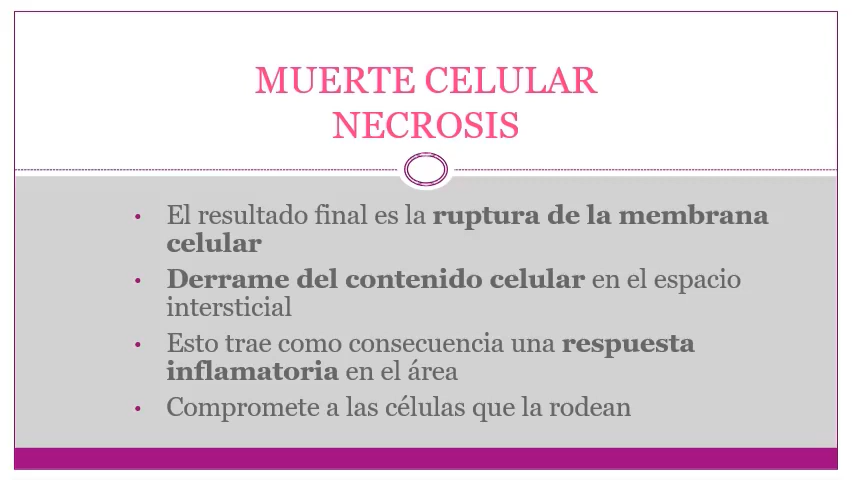 MUERTE CELULAR
NECROSIS
• El resultado final es la ruptura de la membrana
celular
• Derrame del contenido celular en el espacio
intersticial
• Esto trae como consecuencia una respuesta
inflamatoria en el área
• Compromete a las células que la rodean